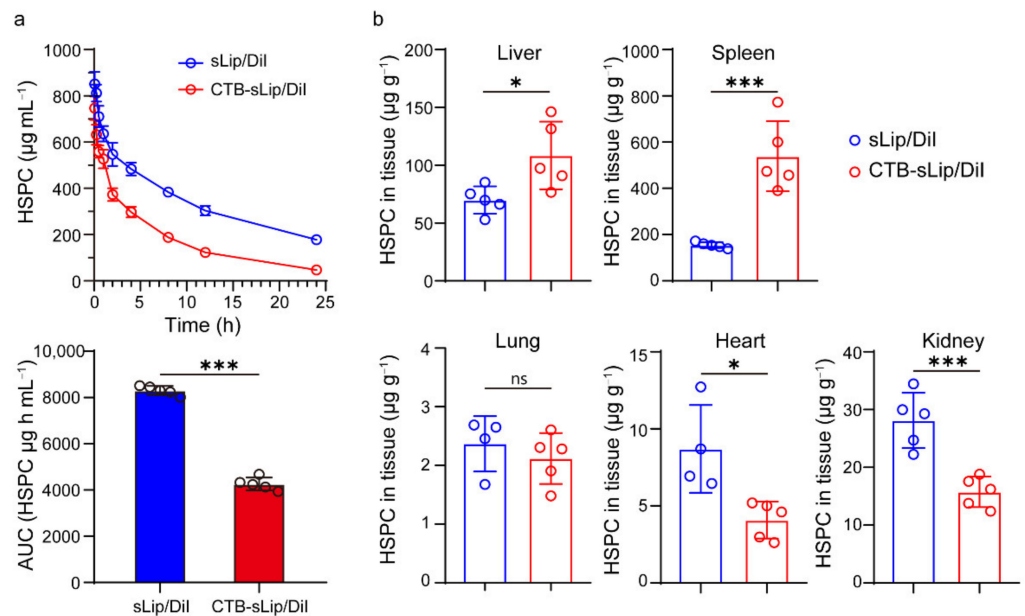 a
HSPC (μg mL⁻¹)
1000
800
600
400
200
0
sLip/DiI
CTB-sLip/DiI
0 5 10 15 20 25
Time (h)
AUC (HSPC μg h mL⁻¹)
10,000
8000
6000
4000
2000
0
***
sLip/DiI CTB-sLip/DiI
b
Liver
HSPC in tissue (μg g⁻¹)
200
150
100
50
0
*
Spleen
HSPC in tissue (μg g⁻¹)
1000
800
600
400
200
0
***
sLip/DiI
CTB-sLip/DiI
Lung
HSPC in tissue (μg g⁻¹)
4
3
2
1
0
ns
Heart
HSPC in tissue (μg g⁻¹)
15
10
5
0
*
Kidney
HSPC in tissue (μg g⁻¹)
40
30
20
10
0
***